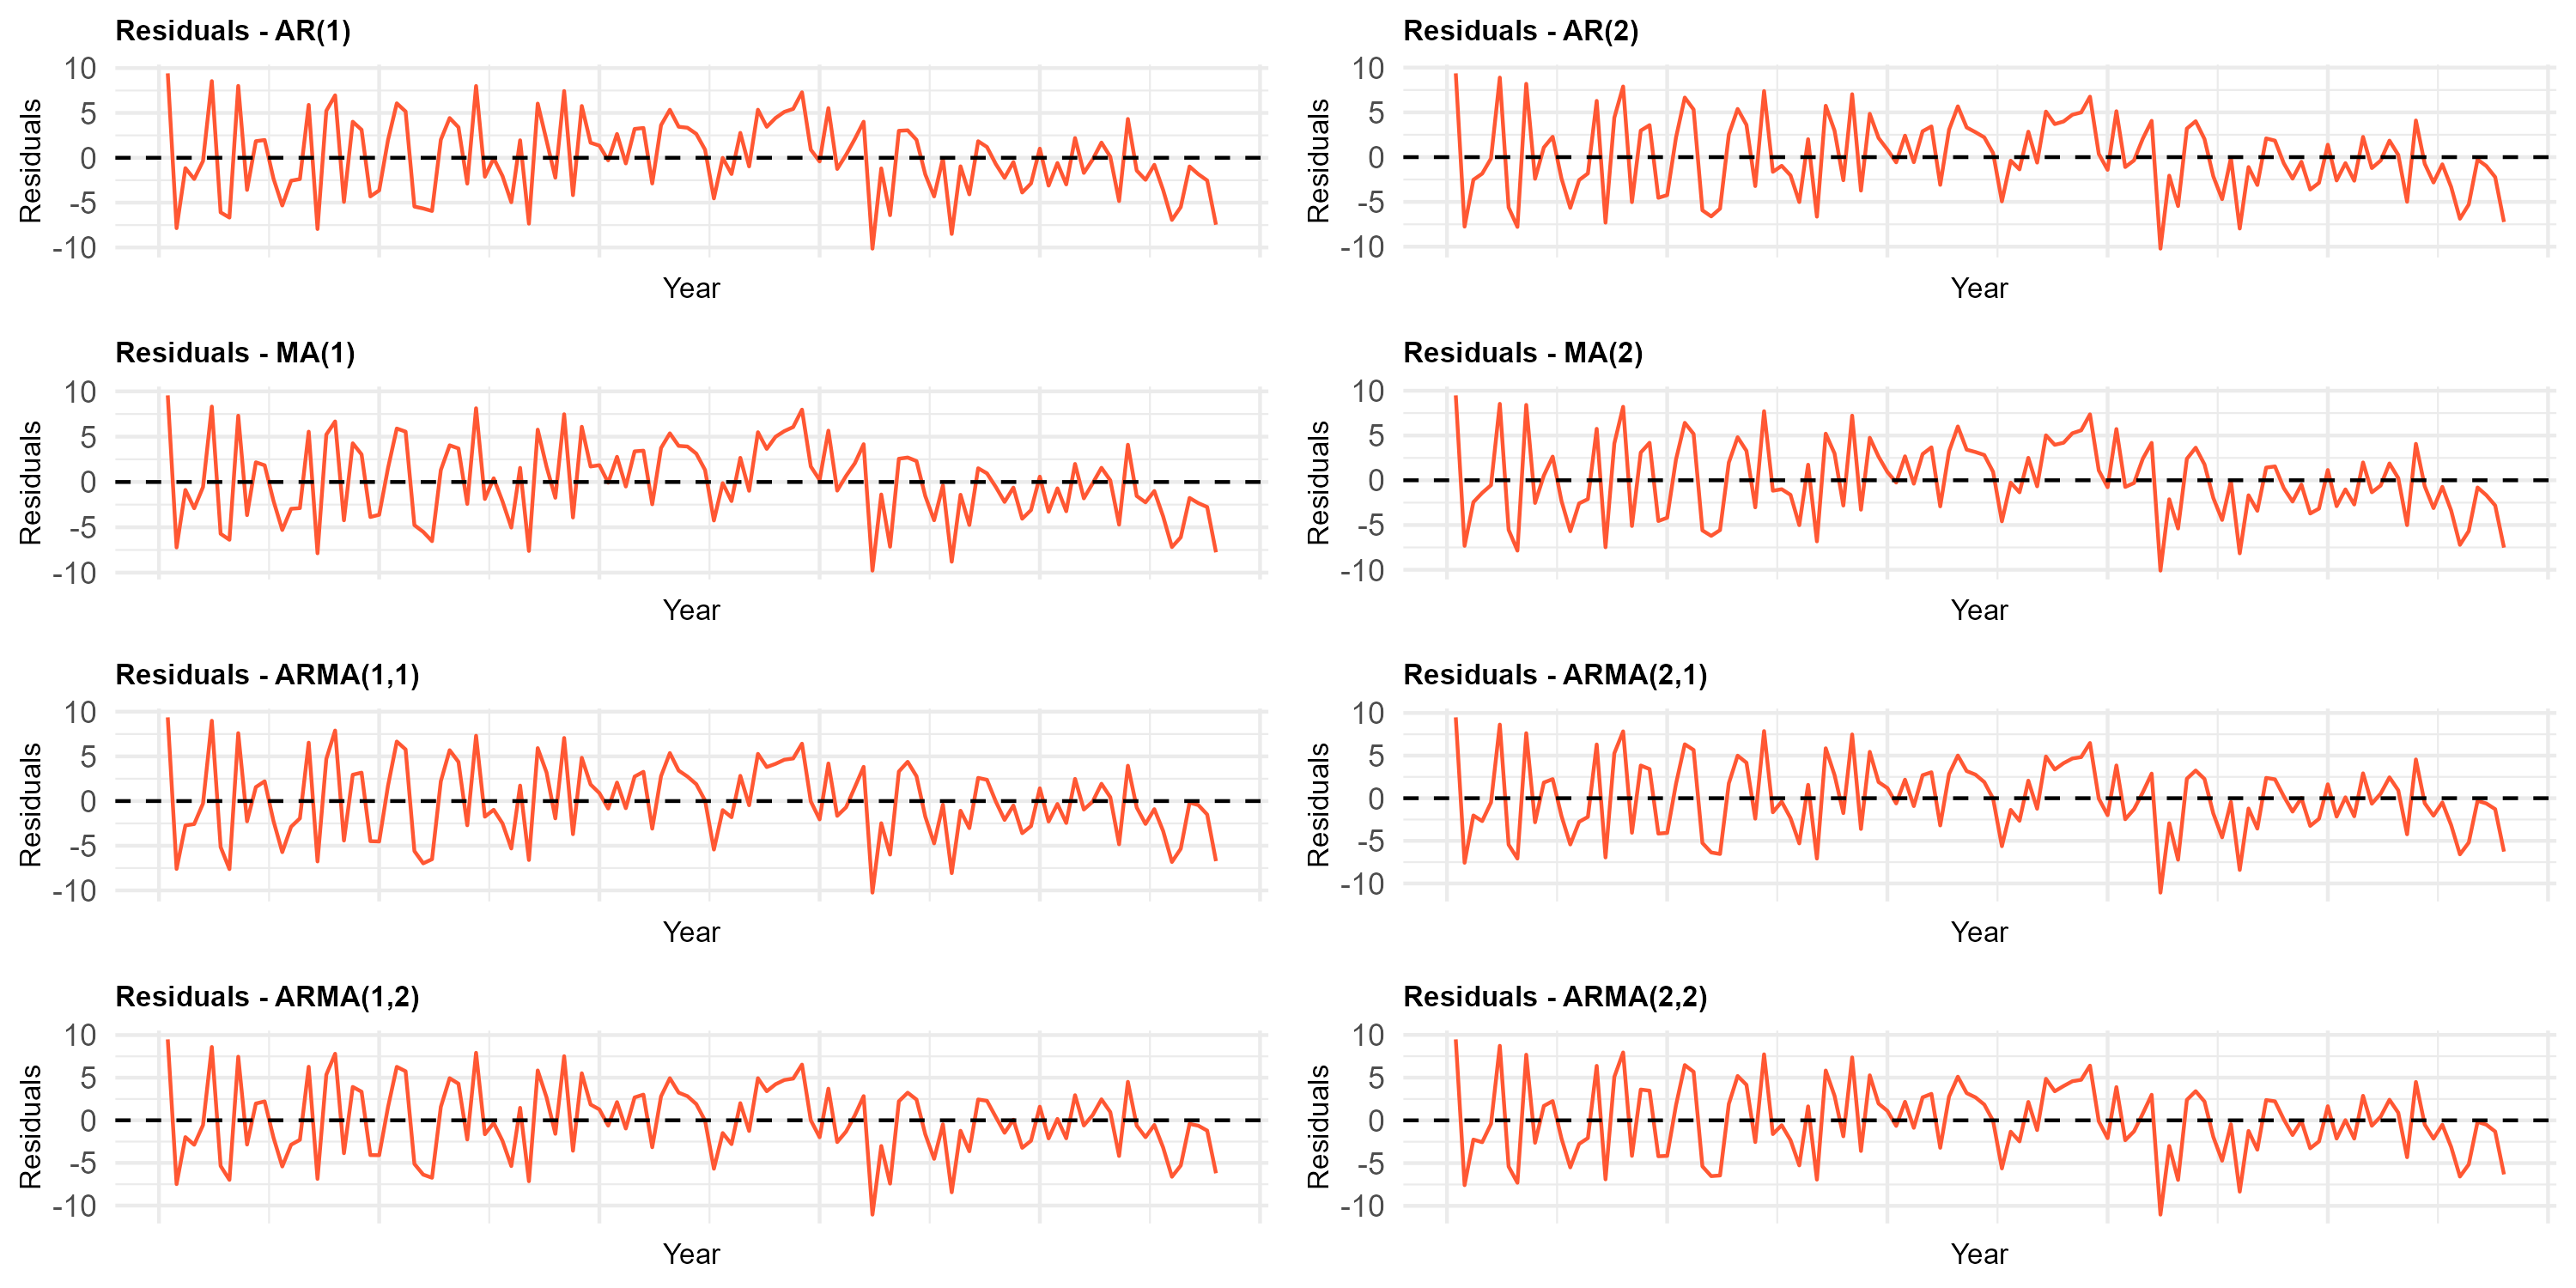 Residuals - AR(1)
10
5
0
-5
-10
Residuals
Year
Residuals - AR(2)
10
5
0
-5
-10
Residuals
Year
Residuals - MA(1)
10
5
0
-5
-10
Residuals
Year
Residuals - MA(2)
10
5
0
-5
-10
Residuals
Year
Residuals - ARMA(1,1)
10
5
0
-5
-10
Residuals
Year
Residuals - ARMA(2,1)
10
5
0
-5
-10
Residuals
Year
Residuals - ARMA(1,2)
10
5
0
-5
-10
Residuals
Year
Residuals - ARMA(2,2)
10
5
0
-5
-10
Residuals
Year